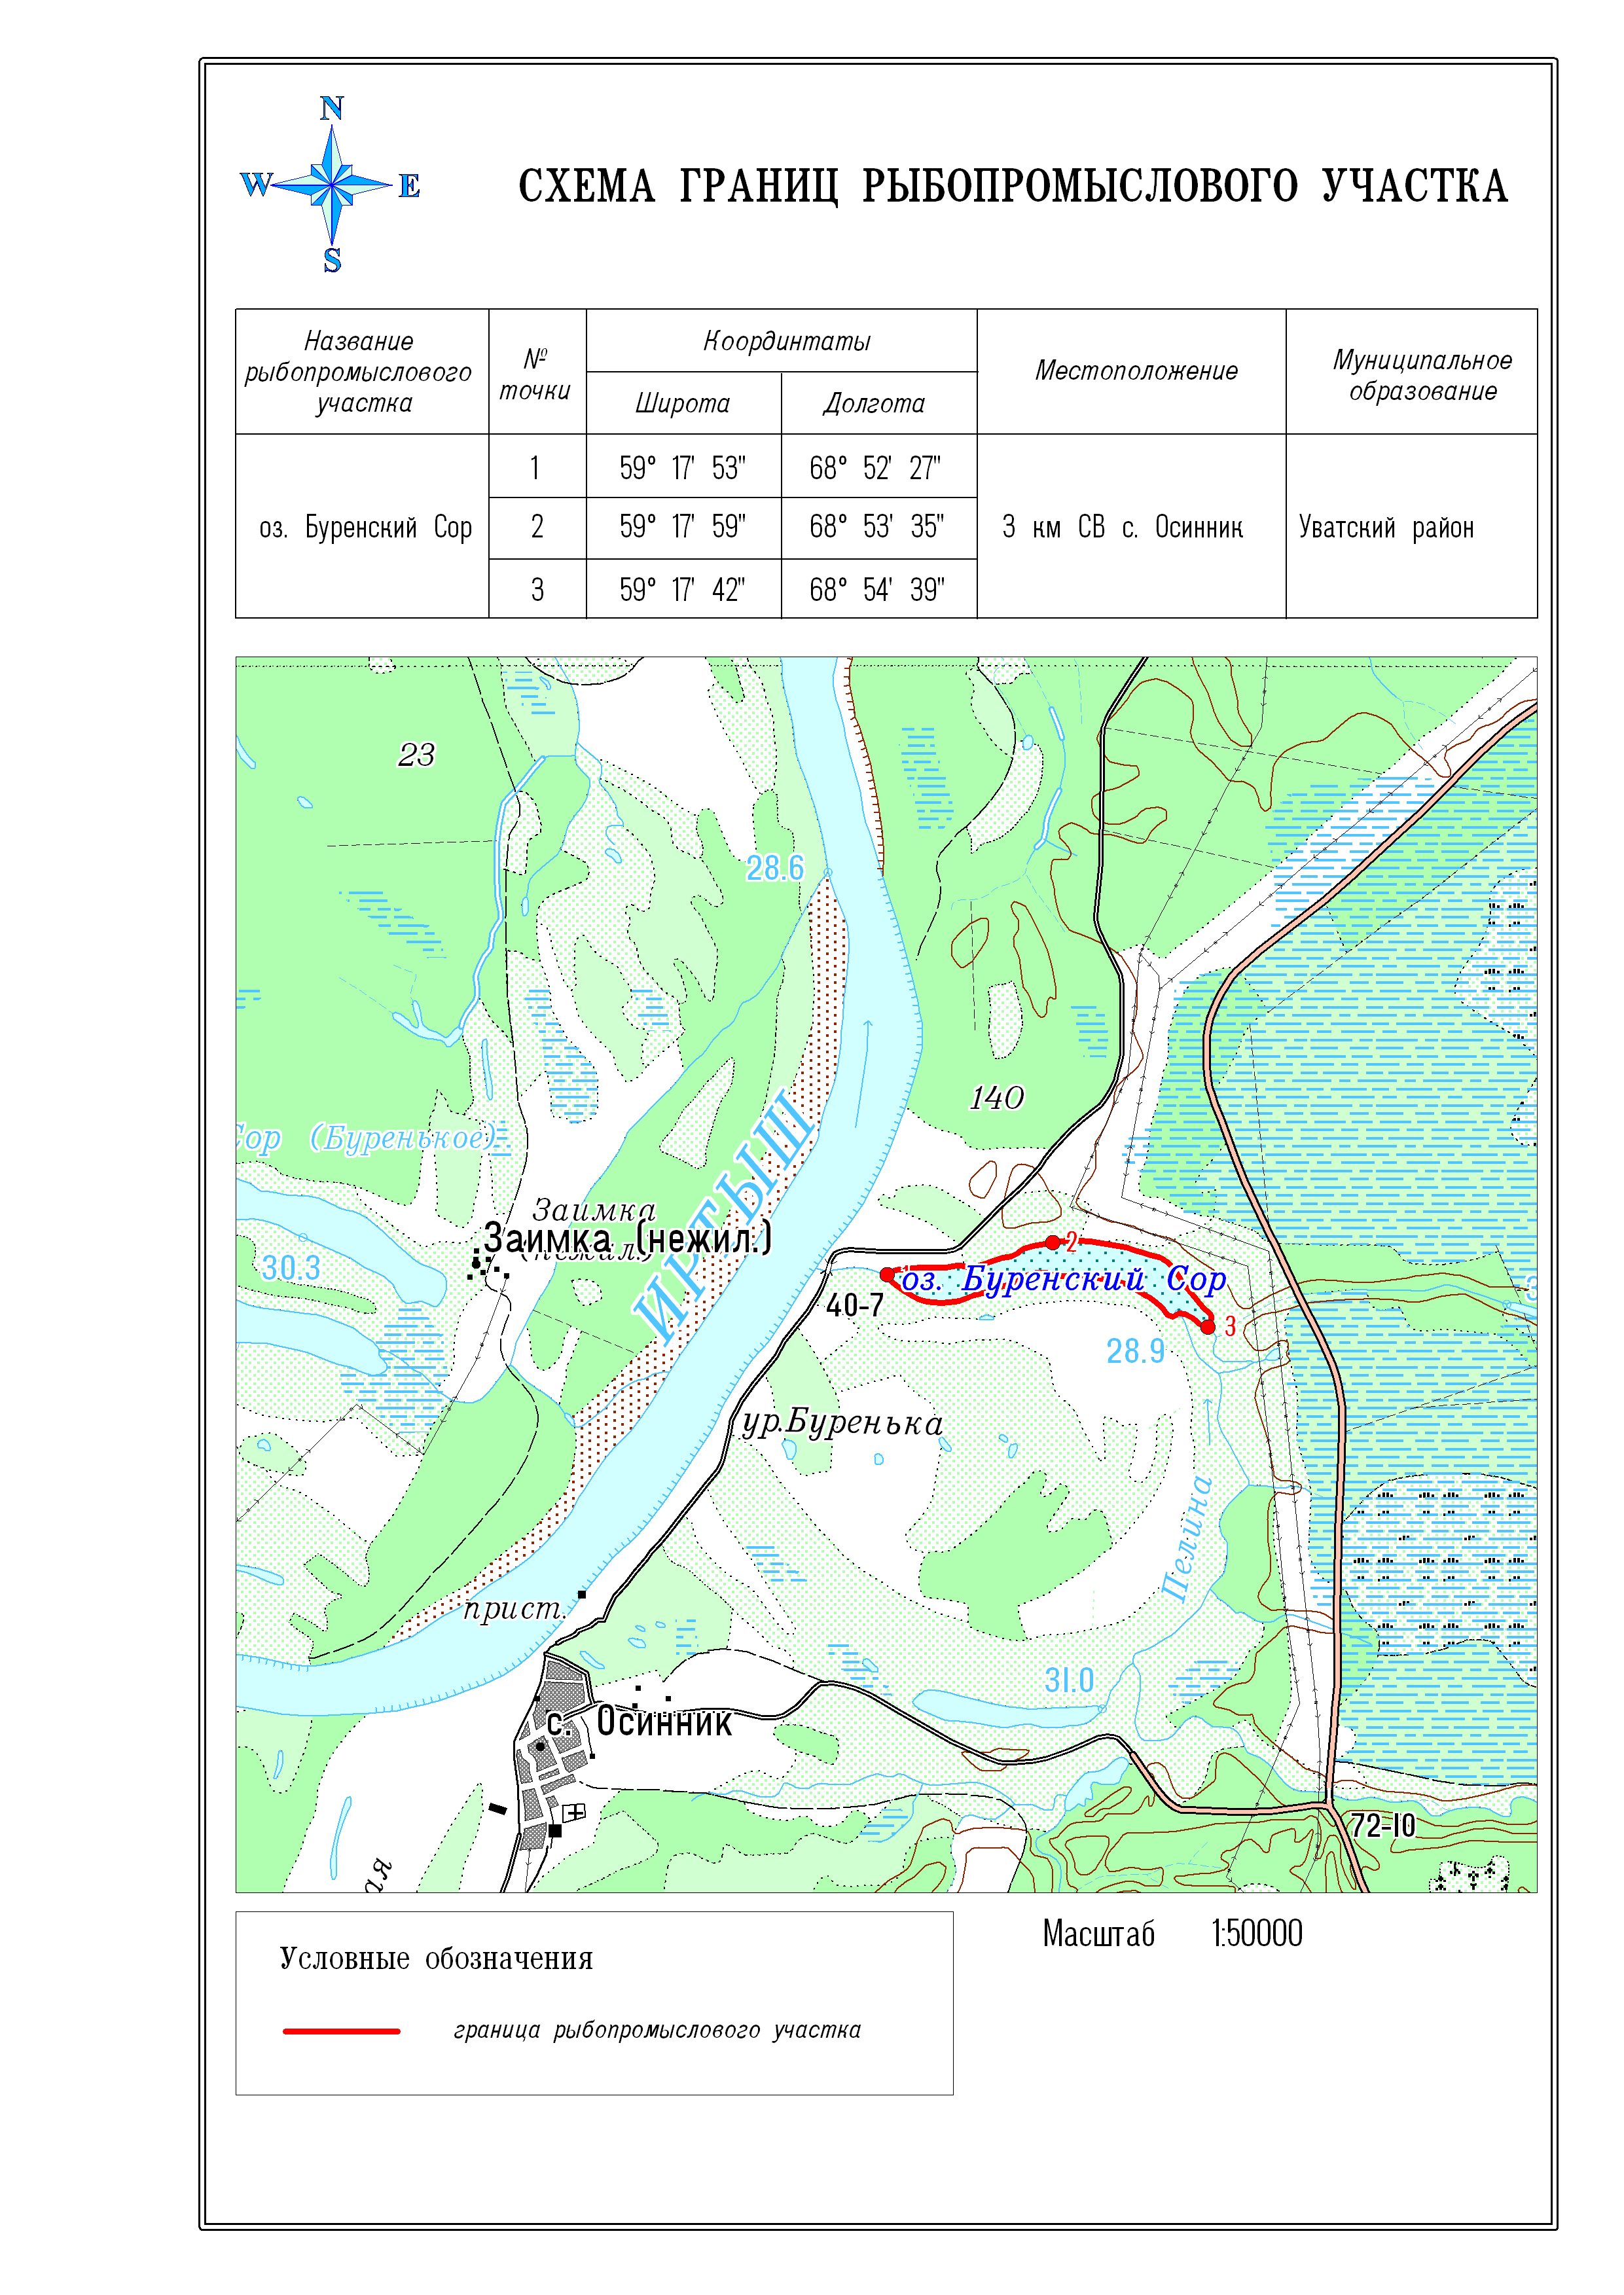 N
W E
S
СХЕМА ГРАНИЦ РЫБОПРОМЫСЛОВОГО УЧАСТКА
Название
рыбопромыслового
участка
№
точки
Координтаты
Широта
Долгота
Местоположение
Муниципальное
образование
оз. Буренский Сор
1 59° 17' 53" 68° 52' 27"
2 59° 17' 59" 68° 53' 35"
3 59° 17' 42" 68° 54' 39"
3 км СВ с. Осинник
Уватский район
23
28.6
140
Сор (Буренькое)
Заимка
(нежил.)
Заимка (нежил.)
30.3
ИРТЫШ
2
оз. Буренский Сор
40-7
3
28.9
ур.Буренька
Пелина
прист.
31.0
с. Осинник
72-10
ая
Масштаб 1:50000
Условные обозначения
граница рыбопромыслового участка